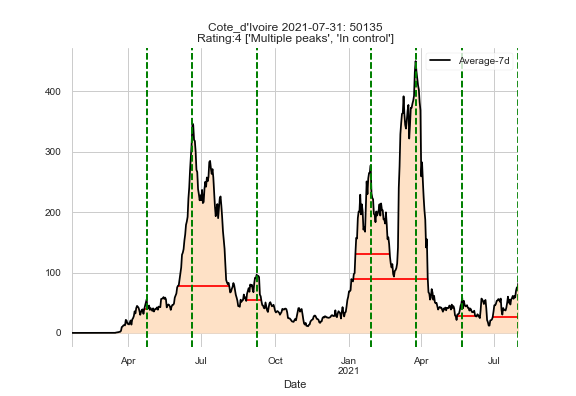 Cote_d'Ivoire 2021-07-31: 50135
Rating:4 ['Multiple peaks', 'In control']
Average-7d
400
300
200
100
0
Apr
Jul
Oct
Jan
2021
Apr
Jul
Date